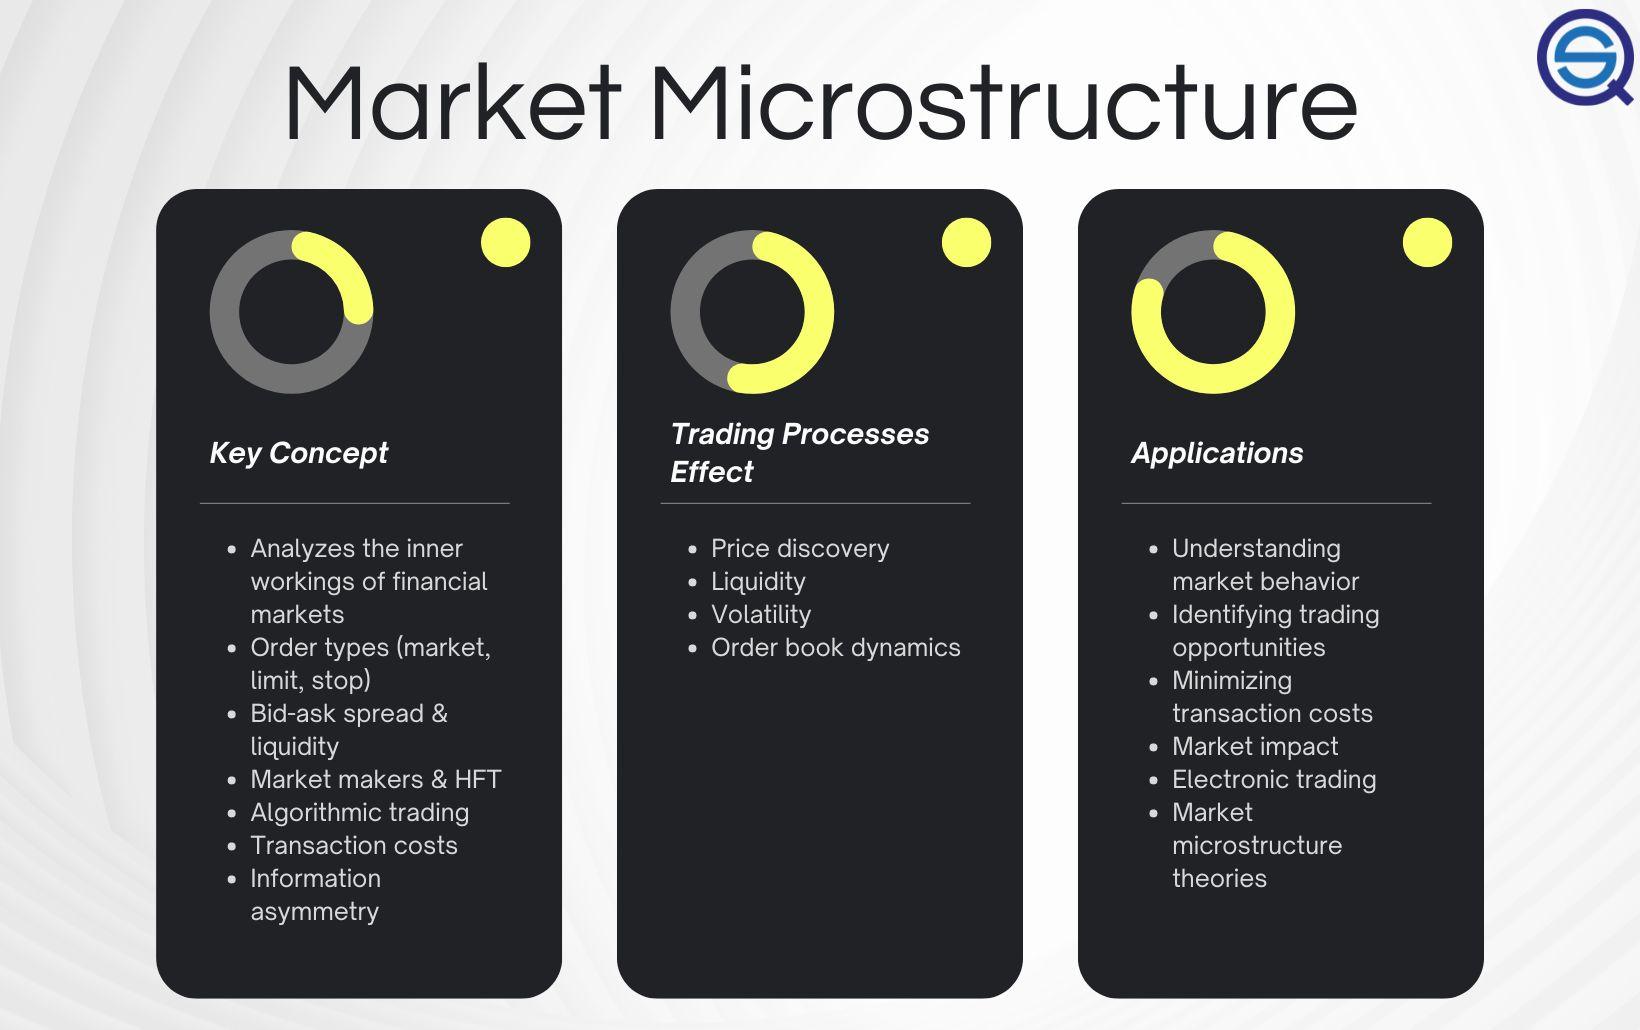 Market Microstructure
Key Concept
• Analyzes the inner
workings of financial
markets
• Order types (market,
limit, stop)
• Bid-ask spread &
liquidity
• Market makers & HFT
• Algorithmic trading
• Transaction costs
• Information
asymmetry
Trading Processes
Effect
• Price discovery
• Liquidity
• Volatility
• Order book dynamics
Applications
• Understanding
market behavior
• Identifying trading
opportunities
• Minimizing
transaction costs
• Market impact
• Electronic trading
• Market
microstructure
theories